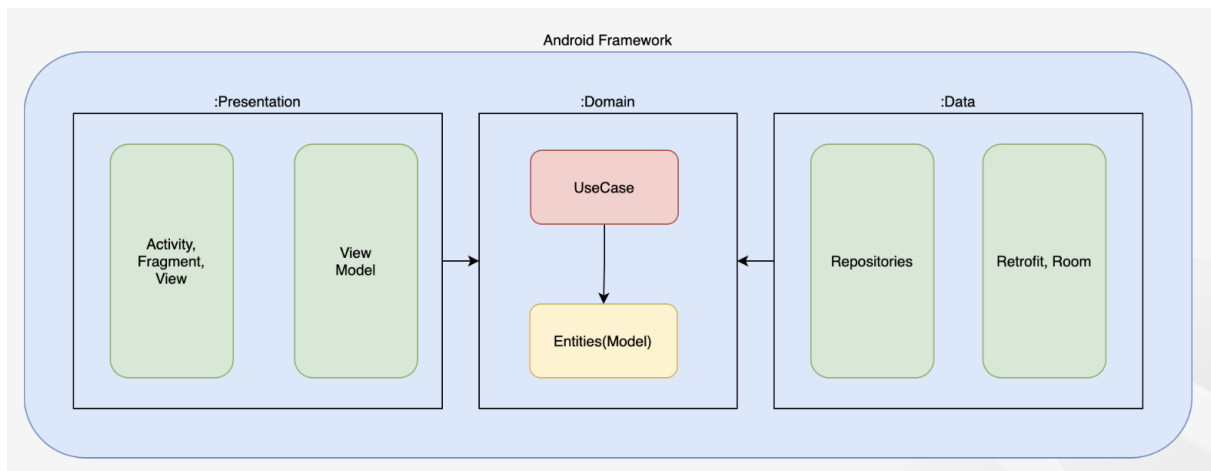 Android Framework
:Presentation
:Domain
:Data
Activity,
Fragment,
View
View
Model
UseCase
Entities(Model)
Repositories
Retrofit, Room